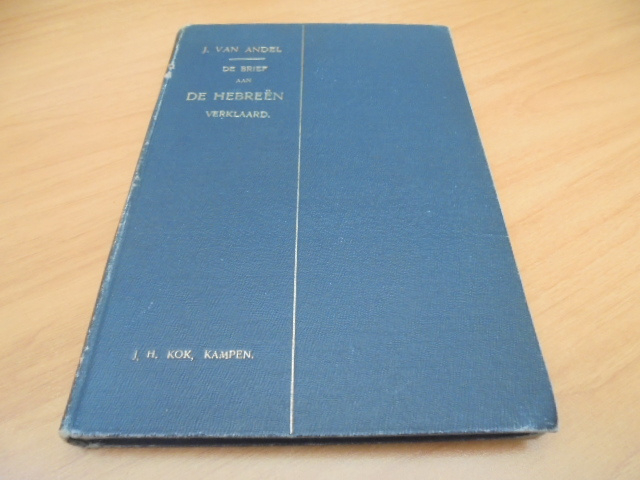 J. VAN ANDEL
DE BRIEF
AAN
DE HEBREËN
VERKLAARD.
J. H. KOK, KAMPEN.